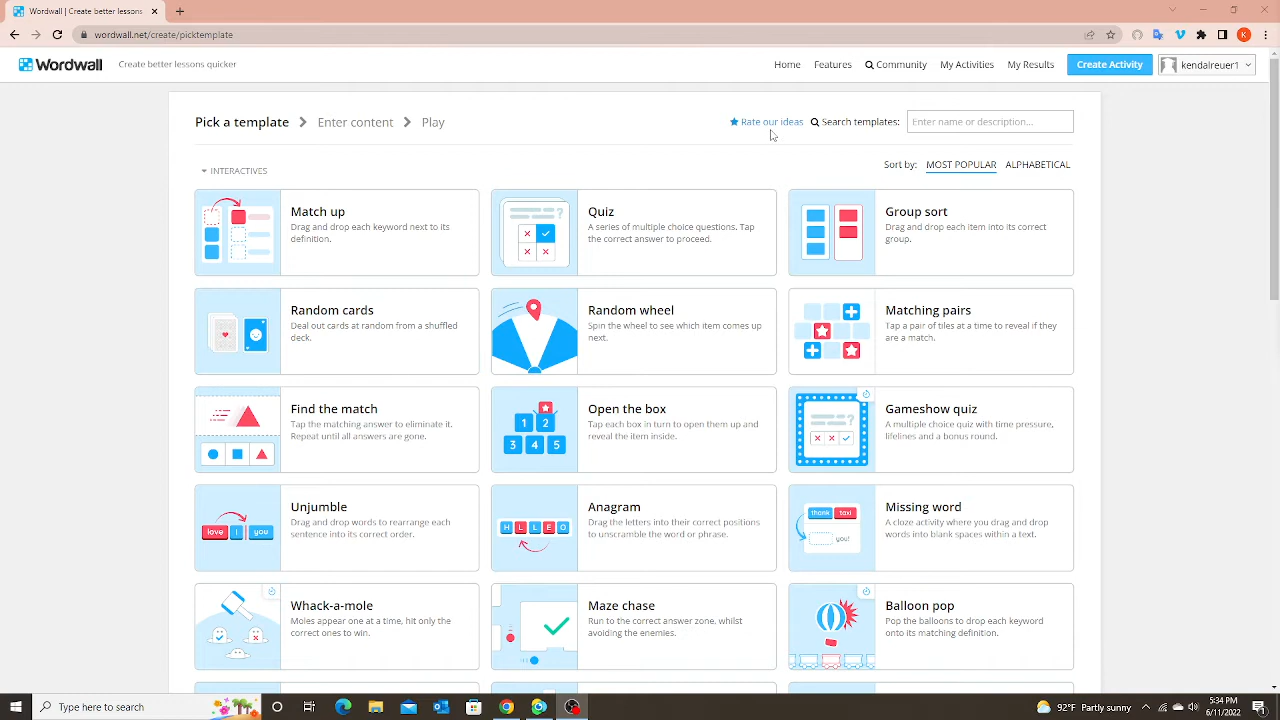 Wordwall | Create better lessons
wordwall.net/create/picktemplate
K
Wordwall
Create better lessons quicker
Home
Features
Community
My Activities
My Results
Create Activity
kendalreuer1
Pick a template
Enter content
Play
Rate our ideas
Search templates:
Enter name or description...
INTERACTIVES
Sort by:
MOST POPULAR
ALPHABETICAL
Match up
Drag and drop each keyword next to its
definition.
Quiz
A series of multiple choice questions. Tap
the correct answer to proceed.
Group sort
Drag and drop each item into its correct
group.
Random cards
Deal out cards at random from a shuffled
deck.
Random wheel
Spin the wheel to see which item comes up
next.
Matching pairs
Tap a pair of tiles at a time to reveal if they
are a match.
Find the match
Tap the matching answer to eliminate it.
Repeat until all answers are gone.
1 2
3 4 5
Open the box
Tap each box in turn to open them up and
reveal the item inside.
?
Gameshow quiz
A multiple choice quiz with time pressure,
lifelines and a bonus round.
love I you
Unjumble
Drag and drop words to rearrange each
sentence into its correct order.
H L L E O
Anagram
Drag the letters into their correct positions
to unscramble the word or phrase.
thank taxi
you!
Missing word
A cloze activity where you drag and drop
words into blank spaces within a text.
Whack-a-mole
Moles appear one at a time, hit only the
correct ones to win.
Maze chase
Run to the correct answer zone, whilst
avoiding the enemies.
Balloon pop
Pop the balloons to drop each keyword
onto its matching definition.
Type here to search
92°F Partly sunny
5:34 PM
6/11/2022